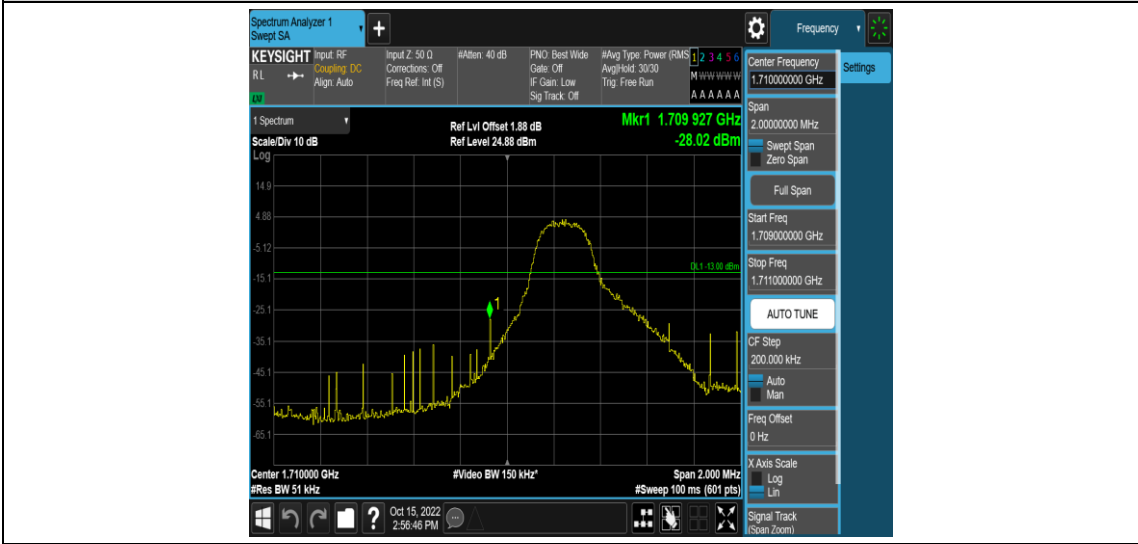 Spectrum Analyzer 1
Swept SA
+
Frequency
KEYSIGHT
R L
LXI
Input: RF
Coupling: DC
Align: Auto
Input Z: 50 Ω
Corrections: Off
Freq Ref: Int (S)
#Atten: 40 dB
PNO: Best Wide
Gate: Off
IF Gain: Low
Sig Track: Off
#Avg Type: Power (RMS
Avg|Hold: 30/30
Trig: Free Run
1 2 3 4 5 6
M W W W W W
A A A A A A
1 Spectrum
Scale/Div 10 dB
Log
Ref Lvl Offset 1.88 dB
Ref Level 24.88 dBm
Mkr1 1.709 927 GHz
-28.02 dBm
14.9
4.88
-5.12
-15.1
-25.1
-35.1
-45.1
-55.1
-65.1
DL1 -13.00 dBm
1
Center 1.710000 GHz
#Res BW 51 kHz
#Video BW 150 kHz*
Span 2.000 MHz
#Sweep 100 ms (601 pts)
?
Oct 15, 2022
2:56:46 PM
Center Frequency
1.710000000 GHz
Settings
Span
2.00000000 MHz
Swept Span
Zero Span
Full Span
Start Freq
1.709000000 GHz
Stop Freq
1.711000000 GHz
AUTO TUNE
CF Step
200.000 kHz
Auto
Man
Freq Offset
0 Hz
X Axis Scale
Log
Lin
Signal Track
(Span Zoom)